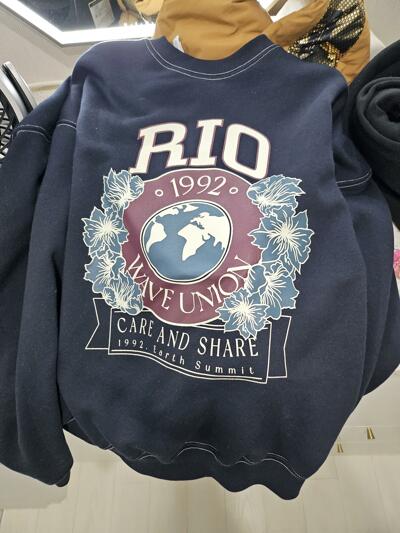 RIO
1992
WAVE UNION
CARE AND SHARE
1992. Earth Summit